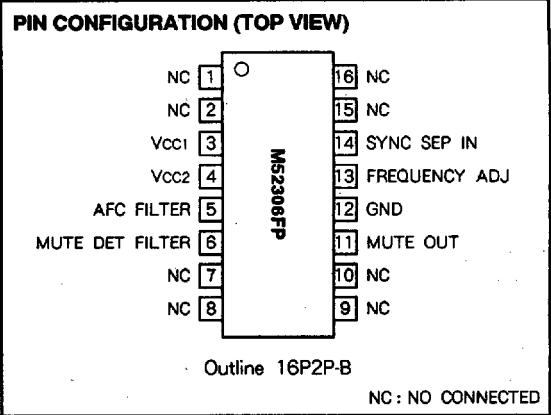 PIN CONFIGURATION (TOP VIEW)
NC 1 16 NC
NC 2 15 NC
Vcc1 3 14 SYNC SEP IN
Vcc2 4 13 FREQUENCY ADJ
AFC FILTER 5 12 GND
MUTE DET FILTER 6 11 MUTE OUT
NC 7 10 NC
NC 8 9 NC
M52306FP
Outline 16P2P-B
NC : NO CONNECTED